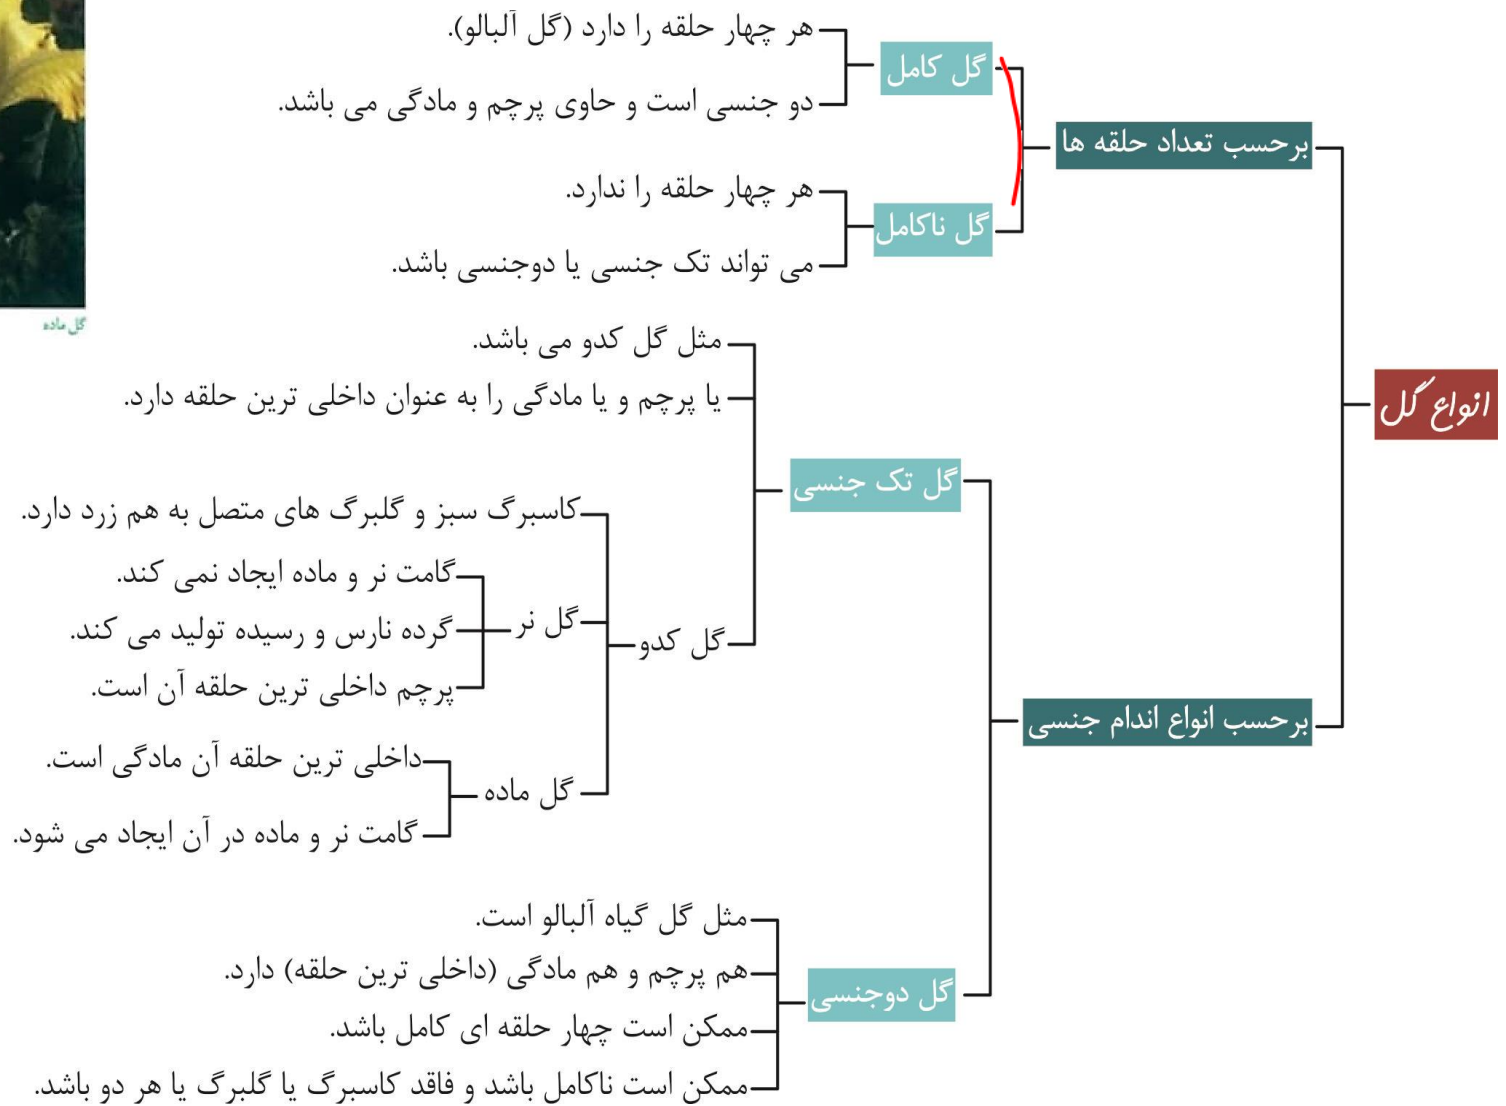 انواع گل
برحسب تعداد حلقه ها
گل کامل
هر چهار حلقه را دارد (گل آلبالو).
دو جنسی است و حاوی پرچم و مادگی می باشد.
گل ناکامل
هر چهار حلقه را ندارد.
می تواند تک جنسی یا دوجنسی باشد.
برحسب انواع اندام جنسی
گل تک جنسی
مثل گل کدو می باشد.
یا پرچم و یا مادگی را به عنوان داخلی ترین حلقه دارد.
گل کدو
کاسبرگ سبز و گلبرگ های متصل به هم زرد دارد.
گل نر
گامت نر و ماده ایجاد نمی کند.
گرده نارس و رسیده تولید می کند.
پرچم داخلی ترین حلقه آن است.
گل ماده
داخلی ترین حلقه آن مادگی است.
گامت نر و ماده در آن ایجاد می شود.
گل دوجنسی
مثل گل گیاه آلبالو است.
هم پرچم و هم مادگی (داخلی ترین حلقه) دارد.
ممکن است چهار حلقه ای کامل باشد.
ممکن است ناکامل باشد و فاقد کاسبرگ یا گلبرگ یا هر دو باشد.
گل ماده